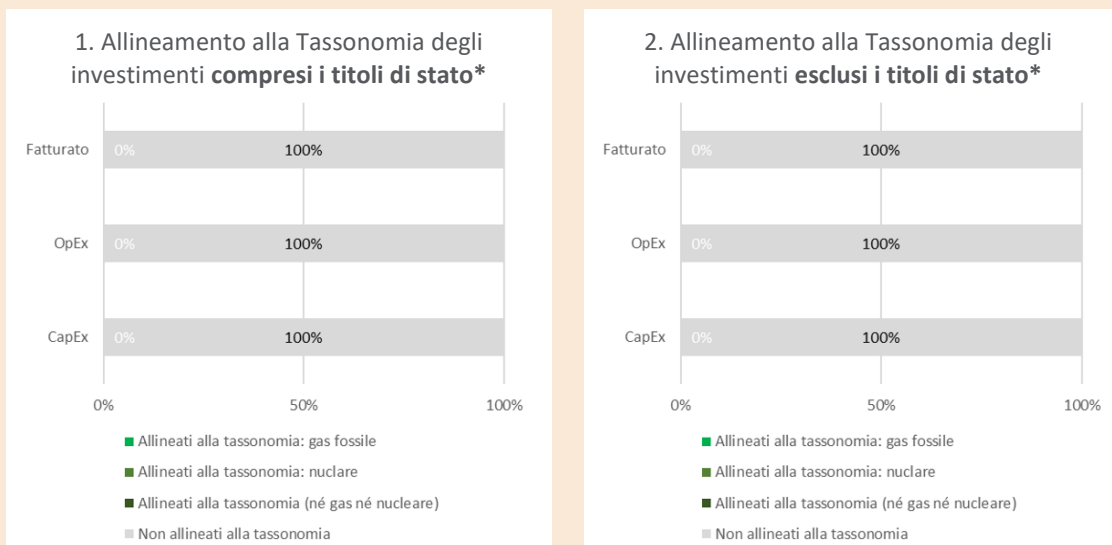 1. Allineamento alla Tassonomia degli
investimenti compresi i titoli di stato*
Fatturato
0%
100%
OpEx
0%
100%
CapEx
0%
100%
0%
50%
100%
Allineati alla tassonomia: gas fossile
Allineati alla tassonomia: nuclare
Allineati alla tassonomia (né gas né nucleare)
Non allineati alla tassonomia
2. Allineamento alla Tassonomia degli
investimenti esclusi i titoli di stato*
Fatturato
0%
100%
OpEx
0%
100%
CapEx
0%
100%
0%
50%
100%
Allineati alla tassonomia: gas fossile
Allineati alla tassonomia: nuclare
Allineati alla tassonomia (né gas né nucleare)
Non allineati alla tassonomia